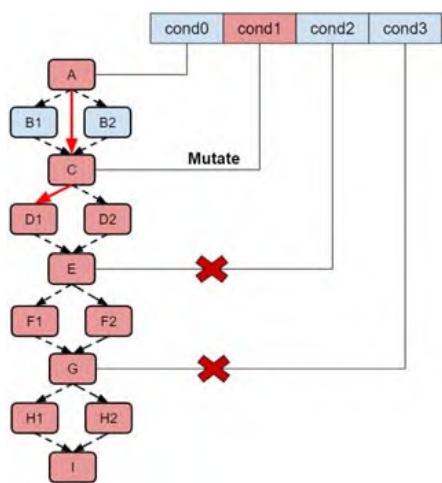 cond0 cond1 cond2 cond3
A
B1 B2
C
Mutate
D1 D2
E
F1 F2
G
H1 H2
I